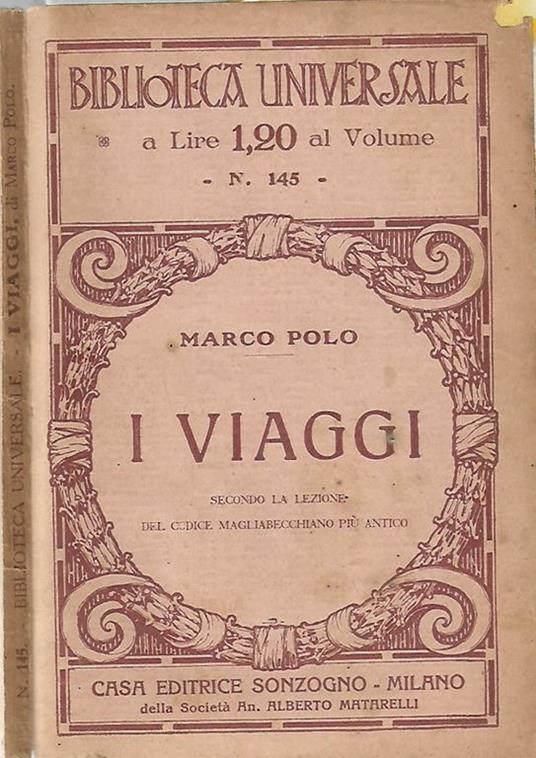 N. 145. - BIBLIOTECA UNIVERSALE. - I VIAGGI, di MARCO POLO.
BIBLIOTECA UNIVERSALE
a Lire 1,20 al Volume
- N. 145 -
MARCO POLO
I VIAGGI
SECONDO LA LEZIONE
DEL CODICE MAGLIABECCHIANO PIÙ ANTICO
CASA EDITRICE SONZOGNO - MILANO
della Società An. ALBERTO MATARELLI